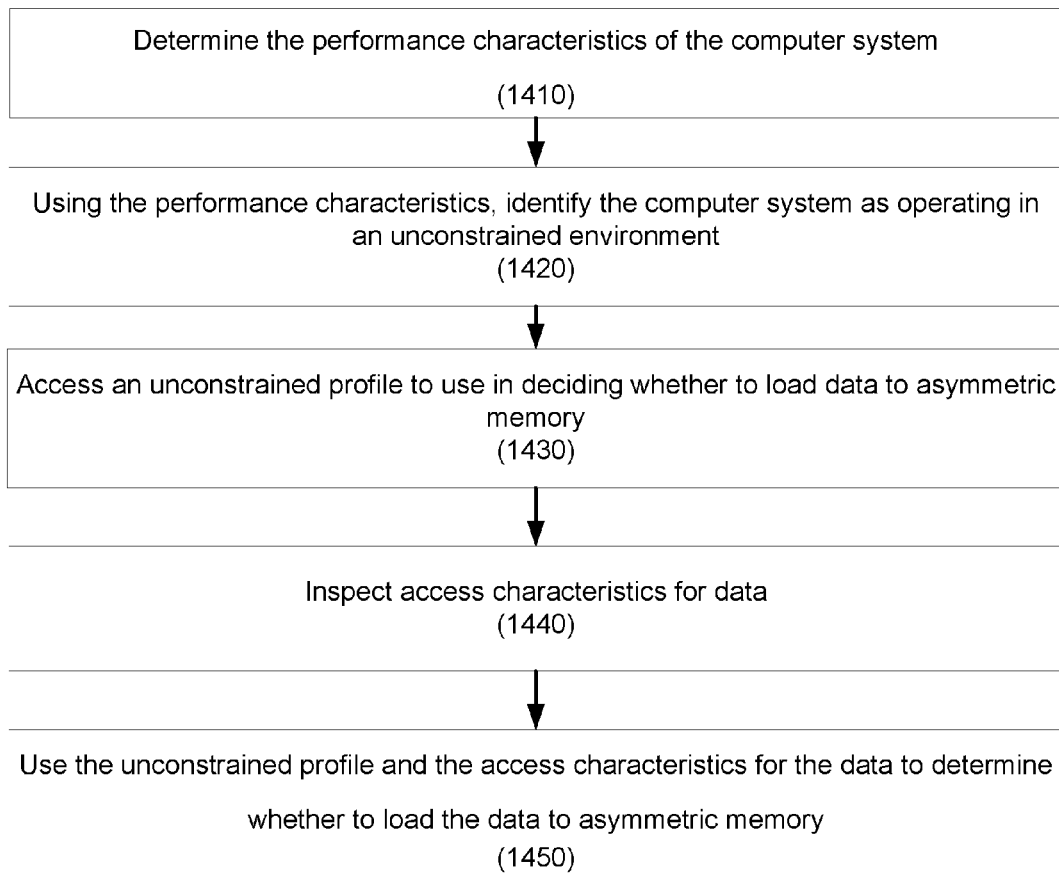 Determine the performance characteristics of the computer system
(1410)
Using the performance characteristics, identify the computer system as operating in
an unconstrained environment
(1420)
Access an unconstrained profile to use in deciding whether to load data to asymmetric
memory
(1430)
Inspect access characteristics for data
(1440)
Use the unconstrained profile and the access characteristics for the data to determine
whether to load the data to asymmetric memory
(1450)